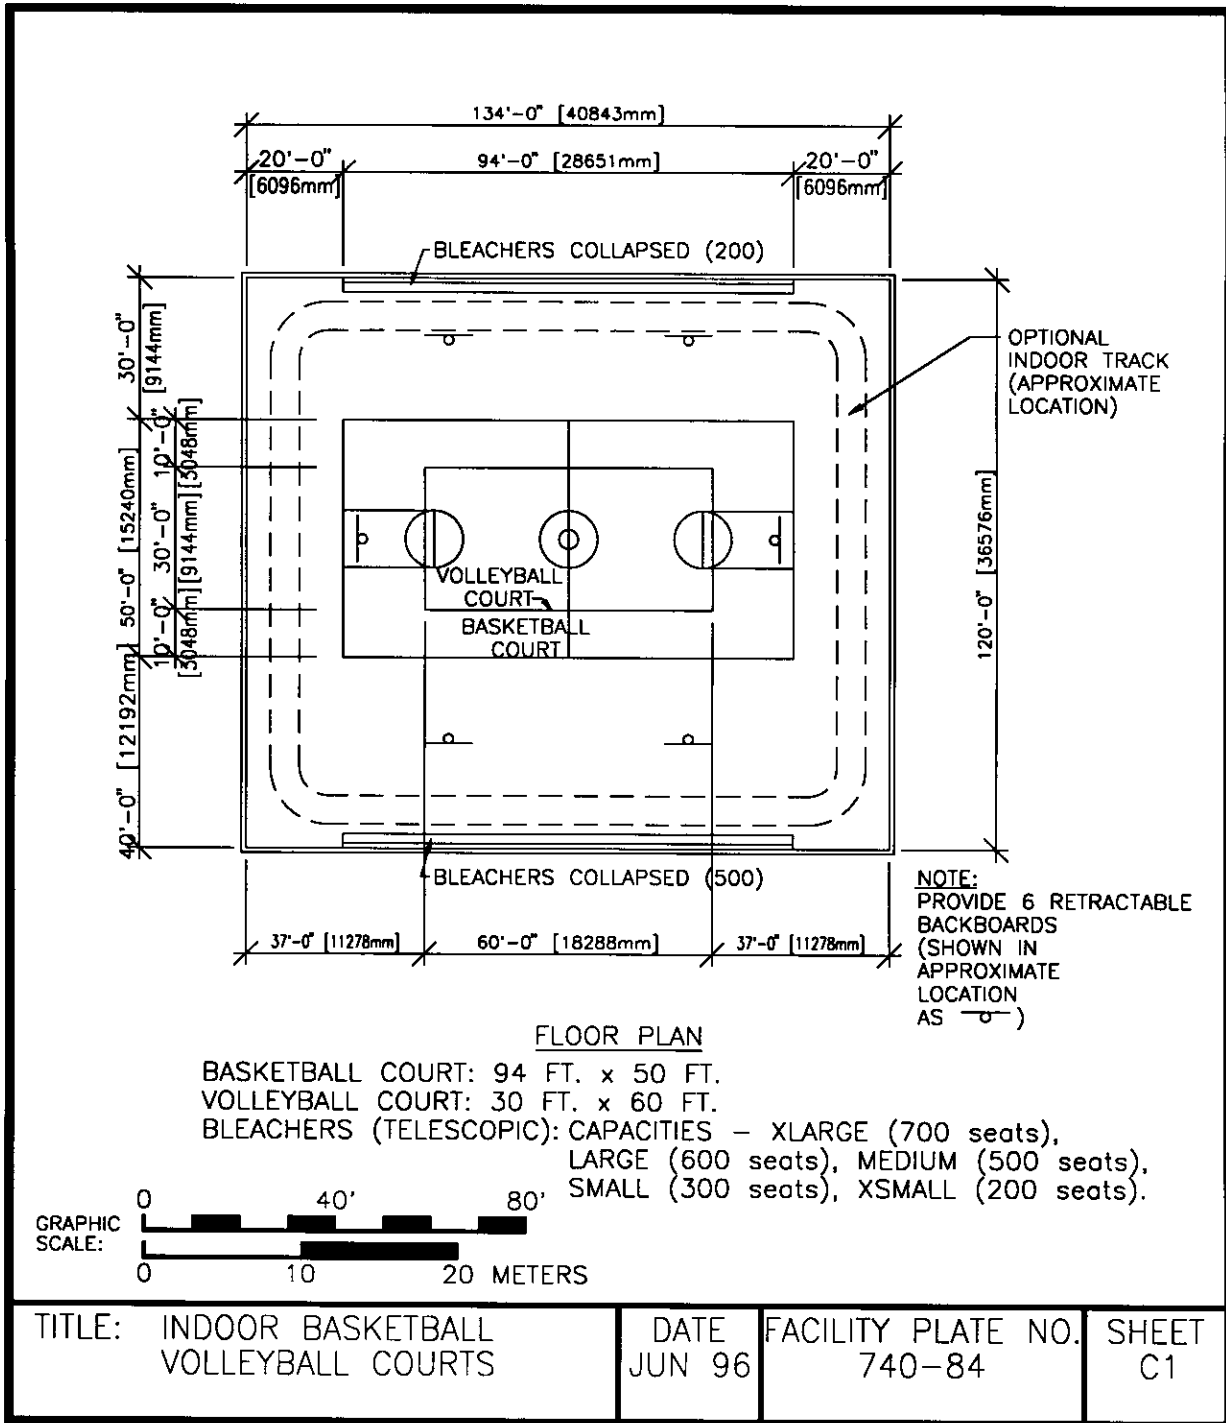 134'-0" [40843mm]
20'-0" 94'-0" [28651mm] 20'-0"
[6096mm] [6096mm]
BLEACHERS COLLAPSED (200)
30'-0"
[9144mm]
OPTIONAL
INDOOR TRACK
(APPROXIMATE
LOCATION)
10'-0"
[3048mm]
50'-0" [15240mm]
30'-0"
[9144mm]
10'-0"
[3048mm]
40'-0" [12192mm]
120'-0" [36576mm]
VOLLEYBALL
COURT
BASKETBALL
COURT
BLEACHERS COLLAPSED (500)
37'-0" [11278mm] 60'-0" [18288mm] 37'-0" [11278mm]
NOTE:
PROVIDE 6 RETRACTABLE
BACKBOARDS
(SHOWN IN
APPROXIMATE
LOCATION
AS )
FLOOR PLAN
BASKETBALL COURT: 94 FT. x 50 FT.
VOLLEYBALL COURT: 30 FT. x 60 FT.
BLEACHERS (TELESCOPIC): CAPACITIES – XLARGE (700 seats),
LARGE (600 seats), MEDIUM (500 seats),
SMALL (300 seats), XSMALL (200 seats).
0 40' 80'
GRAPHIC
SCALE:
0 10 20 METERS
TITLE: INDOOR BASKETBALL
VOLLEYBALL COURTS
DATE
JUN 96
FACILITY PLATE NO.
740-84
SHEET
C1